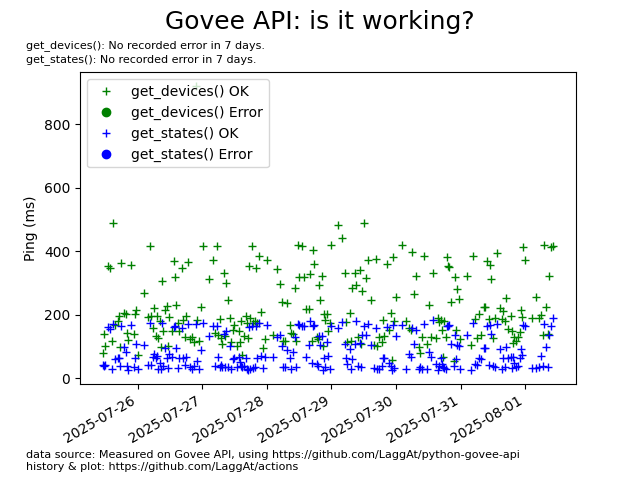 Govee API: is it working?
get_devices(): No recorded error in 7 days.
get_states(): No recorded error in 7 days.
get_devices() OK
get_devices() Error
get_states() OK
get_states() Error
Ping (ms)
800
600
400
200
0
2025-07-26
2025-07-27
2025-07-28
2025-07-29
2025-07-30
2025-07-31
2025-08-01
data source: Measured on Govee API, using https://github.com/LaggAt/python-govee-api
history & plot: https://github.com/LaggAt/actions